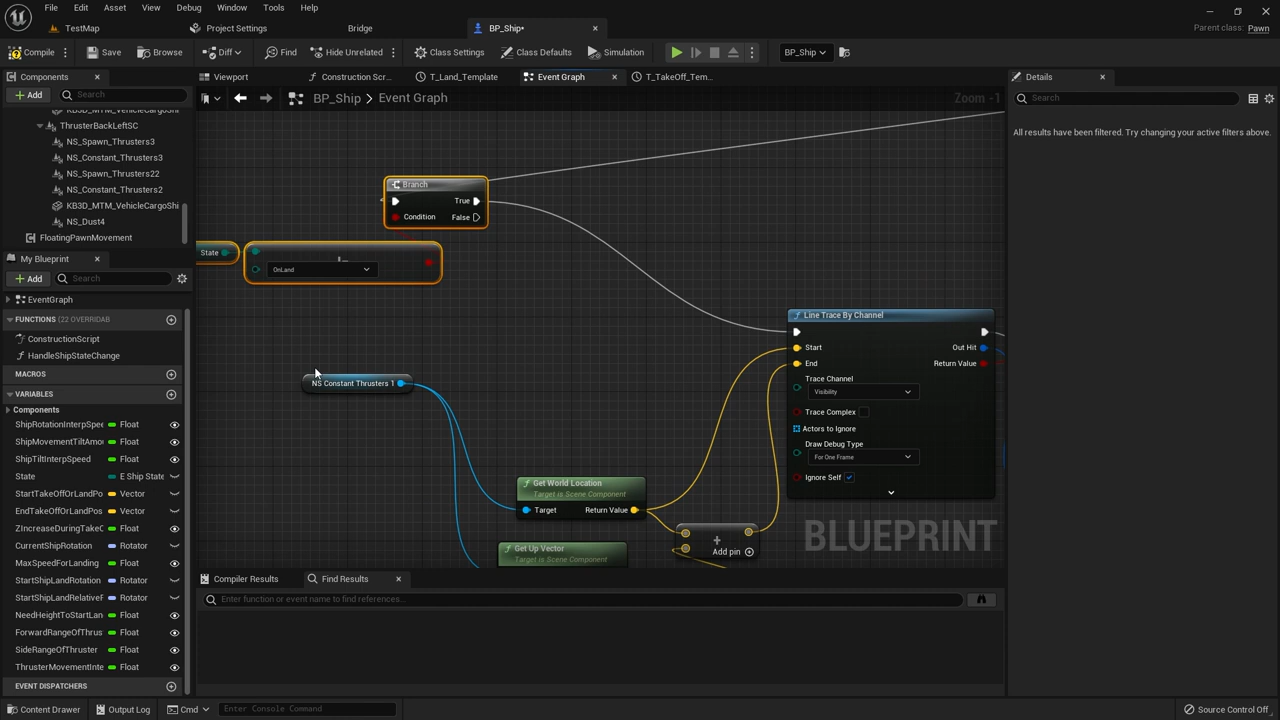 File Edit Asset View Debug Window Tools Help
TestMap
Project Settings
Bridge
BP_Ship*
Parent class: Pawn
Compile
Save
Browse
Diff
Find
Hide Unrelated
Class Settings
Class Defaults
Simulation
BP_Ship
Components
Viewport
Construction Scr...
T_Land_Template
Event Graph
T_TakeOff_Tem...
Details
Add
Search
BP_Ship > Event Graph
Zoom -1
Search
All results have been filtered. Try changing your active filters above.
KB3D_MTM_VehicleCargoShi
ThrusterBackLeftSC
NS_Spawn_Thrusters3
NS_Constant_Thrusters3
NS_Spawn_Thrusters22
NS_Constant_Thrusters2
KB3D_MTM_VehicleCargoShi
NS_Dust4
FloatingPawnMovement
My Blueprint
Add
Search
EventGraph
FUNCTIONS (22 OVERRIDAB
ConstructionScript
HandleShipStateChange
MACROS
VARIABLES
Components
ShipRotationInterpSpee Float
ShipMovementTiltAmou Float
ShipTiltInterpSpeed Float
State E Ship State
StartTakeOffOrLandPo Vector
EndTakeOffOrLandPos Vector
ZIncreaseDuringTakeO Float
CurrentShipRotation Rotator
MaxSpeedForLanding Float
StartShipLandRotation Rotator
StartShipLandRelativeR Rotator
NeedHeightToStartLan Float
ForwardRangeOfThrus Float
SideRangeOfThruster Float
ThrusterMovementInte Float
EVENT DISPATCHERS
Branch
True
Condition
False
State
OnLand
NS Constant Thrusters 1
Get World Location
Target is Scene Component
Target
Return Value
Get Up Vector
Target is Scene Component
Add pin
Line Trace By Channel
Start
Out Hit
End
Return Value
Trace Channel
Visibility
Trace Complex
Actors to Ignore
Draw Debug Type
For One Frame
Ignore Self
BLUEPRINT
Compiler Results
Find Results
Enter function or event name to find references...
Content Drawer
Output Log
Cmd
Enter Console Command
Source Control Off